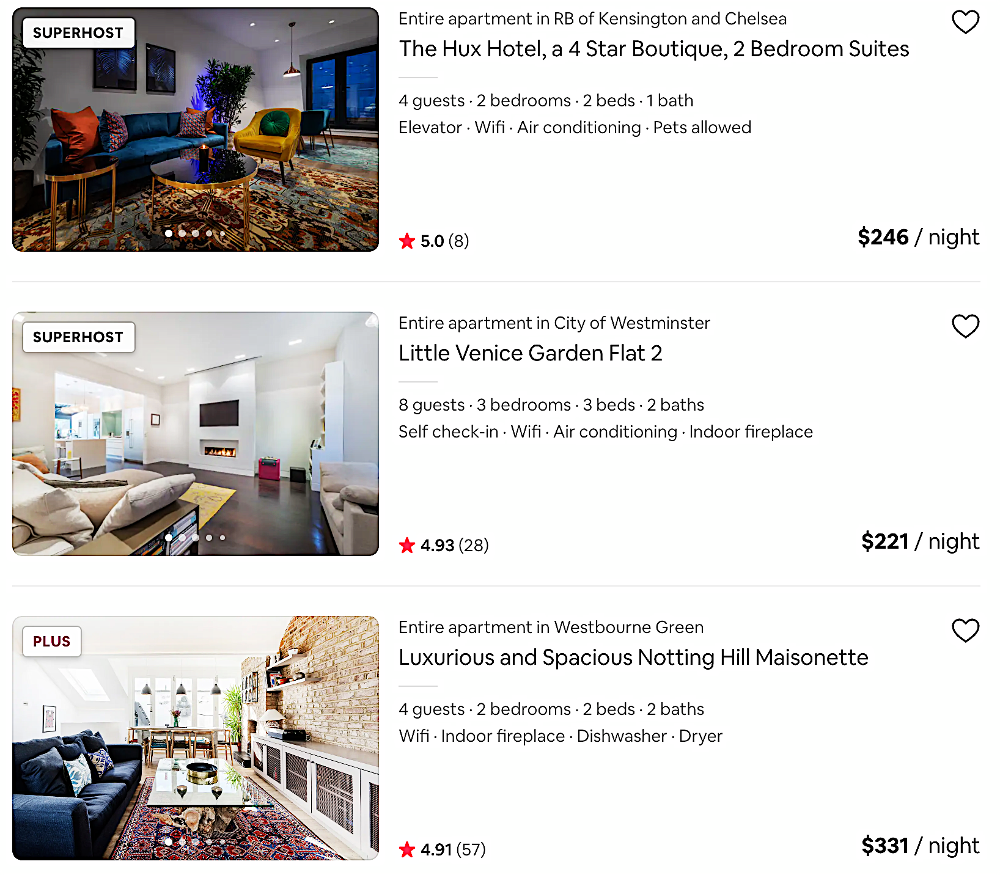 SUPERHOST
Entire apartment in RB of Kensington and Chelsea
The Hux Hotel, a 4 Star Boutique, 2 Bedroom Suites
4 guests · 2 bedrooms · 2 beds · 1 bath
Elevator · Wifi · Air conditioning · Pets allowed
5.0 (8)
$246 / night
SUPERHOST
Entire apartment in City of Westminster
Little Venice Garden Flat 2
8 guests · 3 bedrooms · 3 beds · 2 baths
Self check-in · Wifi · Air conditioning · Indoor fireplace
4.93 (28)
$221 / night
PLUS
Entire apartment in Westbourne Green
Luxurious and Spacious Notting Hill Maisonette
4 guests · 2 bedrooms · 2 beds · 2 baths
Wifi · Indoor fireplace · Dishwasher · Dryer
4.91 (57)
$331 / night